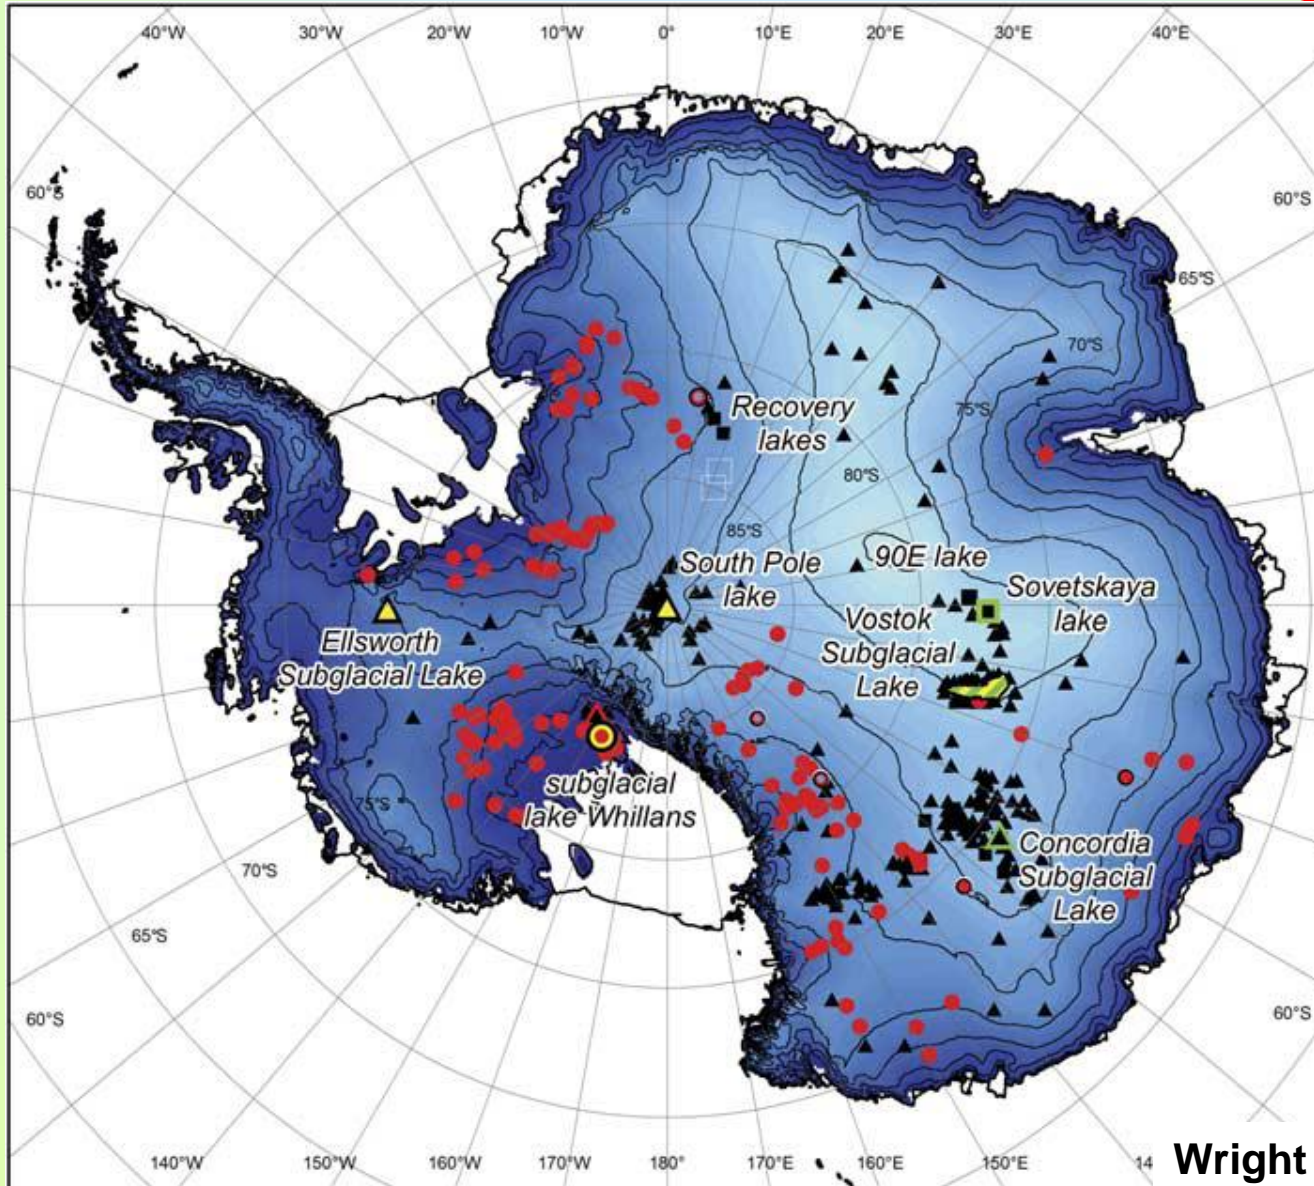 40°W
30°W
20°W
10°W
0°
10°E
20°E
30°E
40°E
60°S
60°S
65°S
70°S
Recovery
lakes
75°S
80°S
85°S
South Pole
lake
90E lake
Sovetskaya
lake
Vostok
Subglacial
Lake
Ellsworth
Subglacial Lake
subglacial
lake Whillans
75°S
Concordia
Subglacial
Lake
70°S
65°S
60°S
60°S
140°W
150°W
160°W
170°W
180°
170°E
160°E
150°E
14
Wright